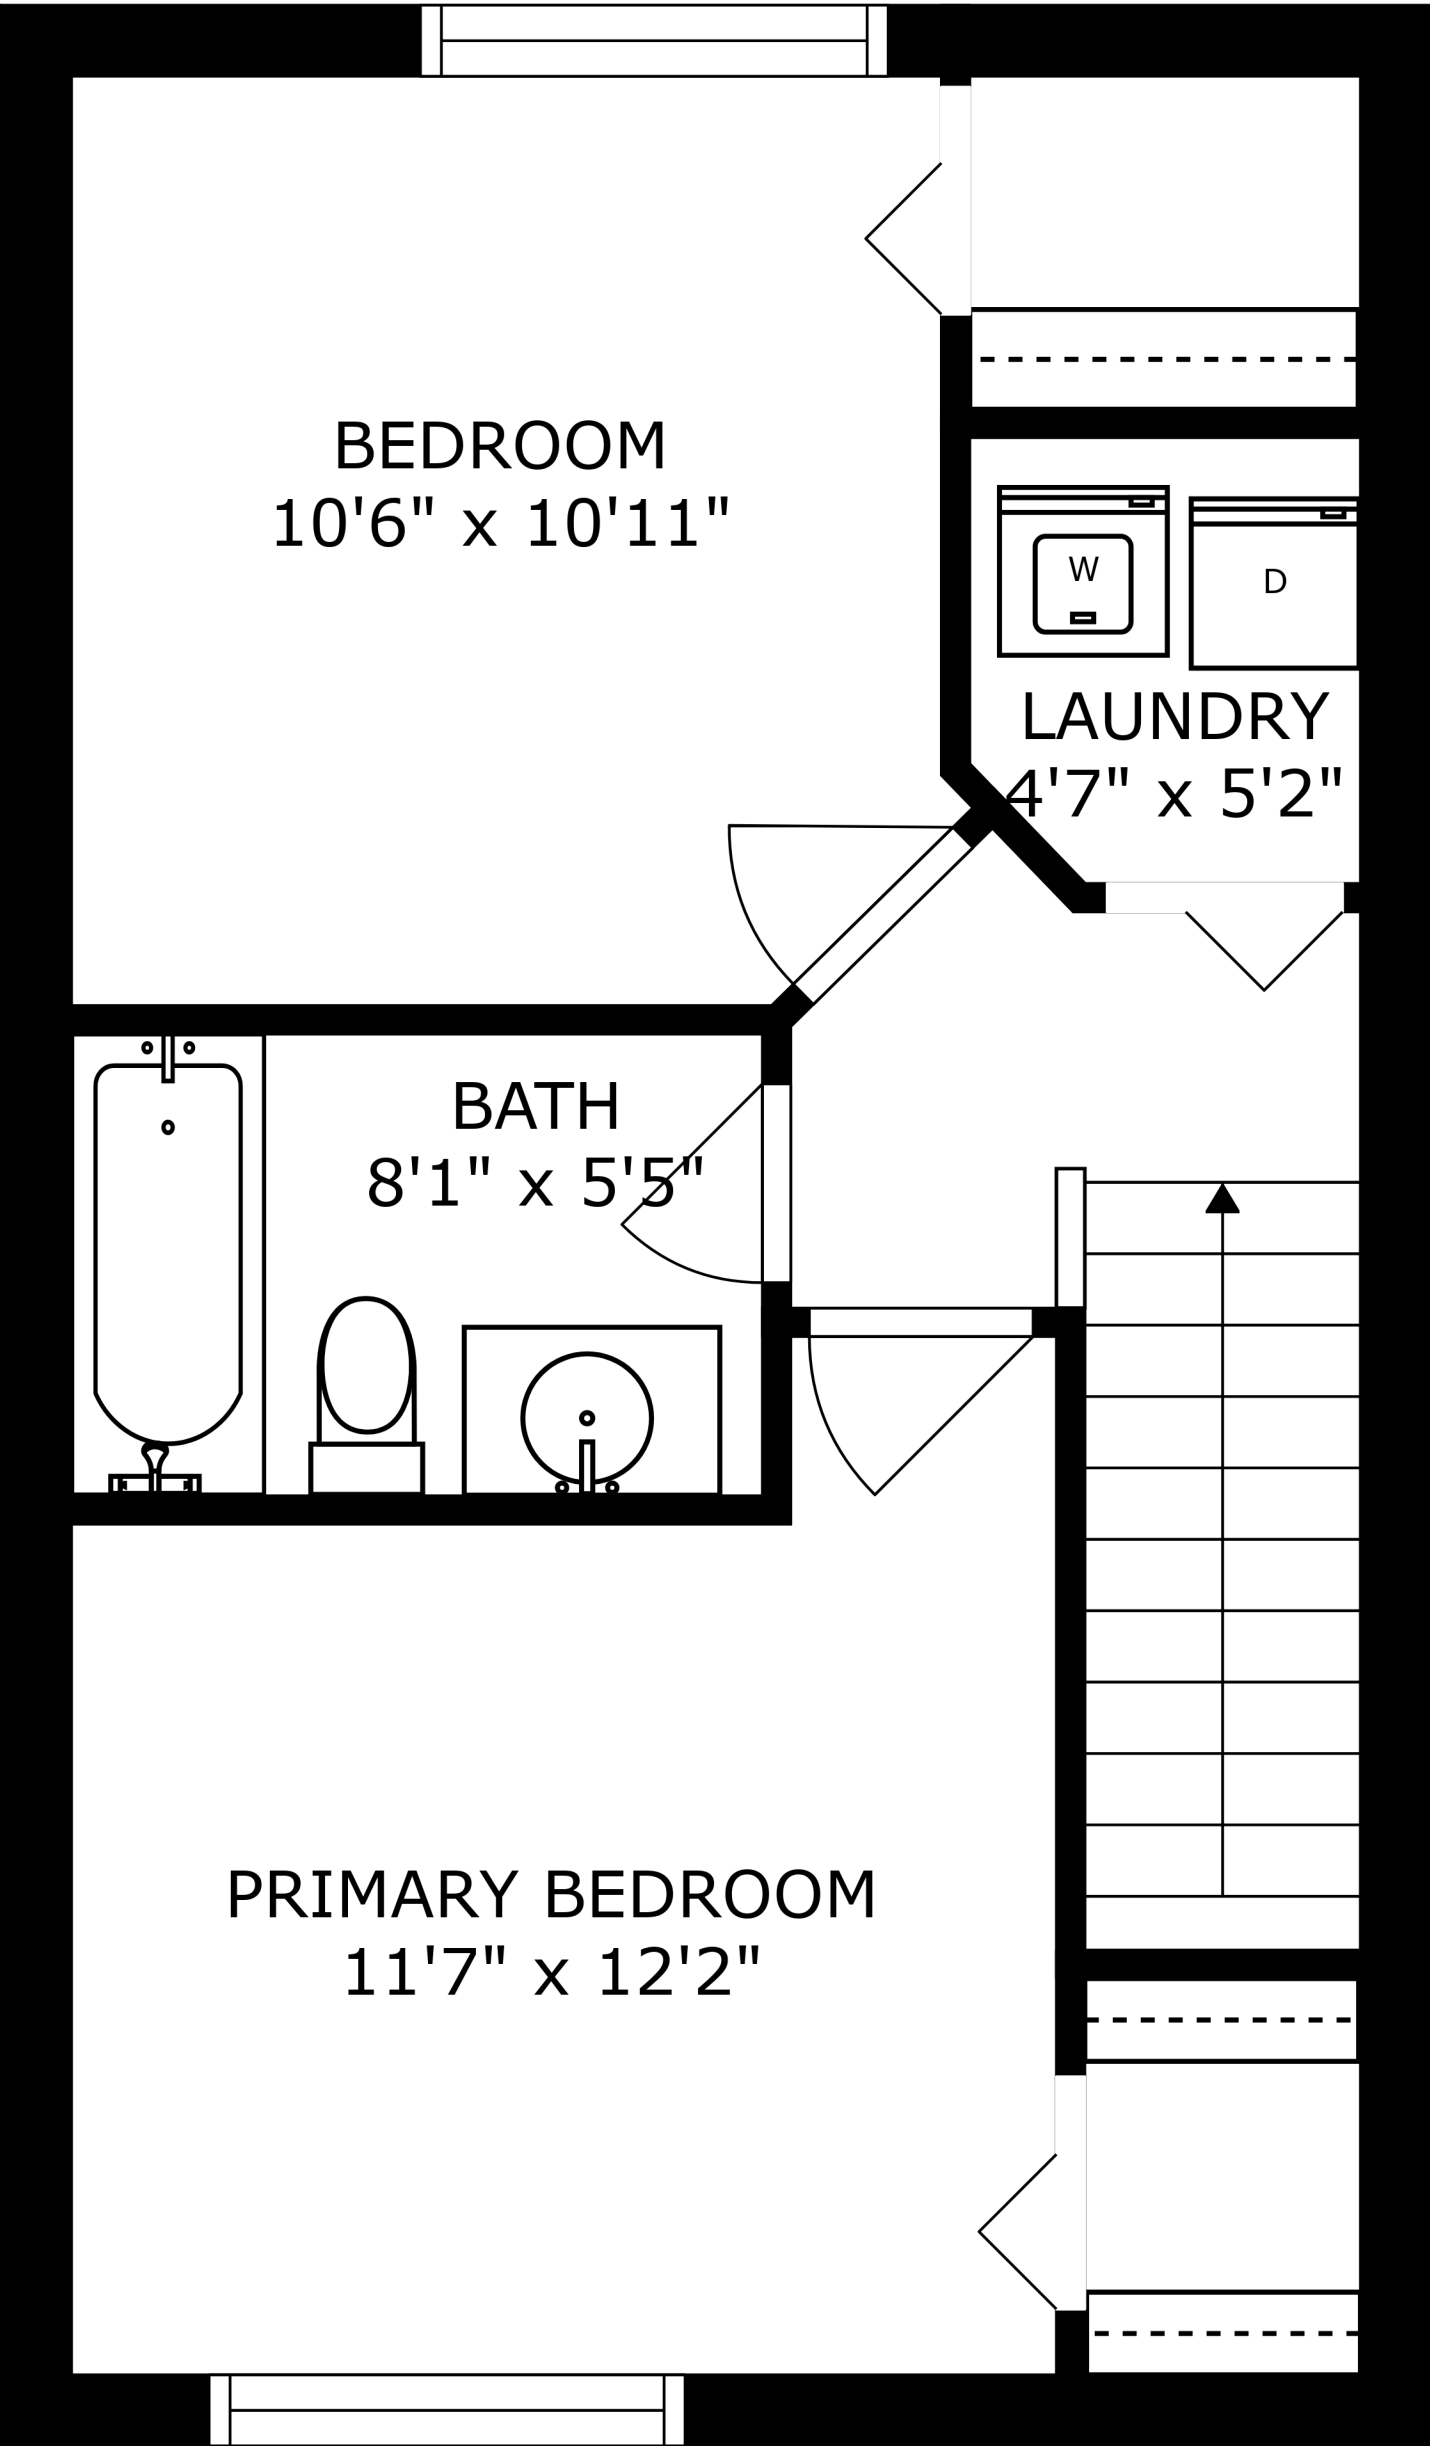 BEDROOM
10'6" x 10'11"
W
D
LAUNDRY
4'7" x 5'2"
BATH
8'1" x 5'5"
PRIMARY BEDROOM
11'7" x 12'2"